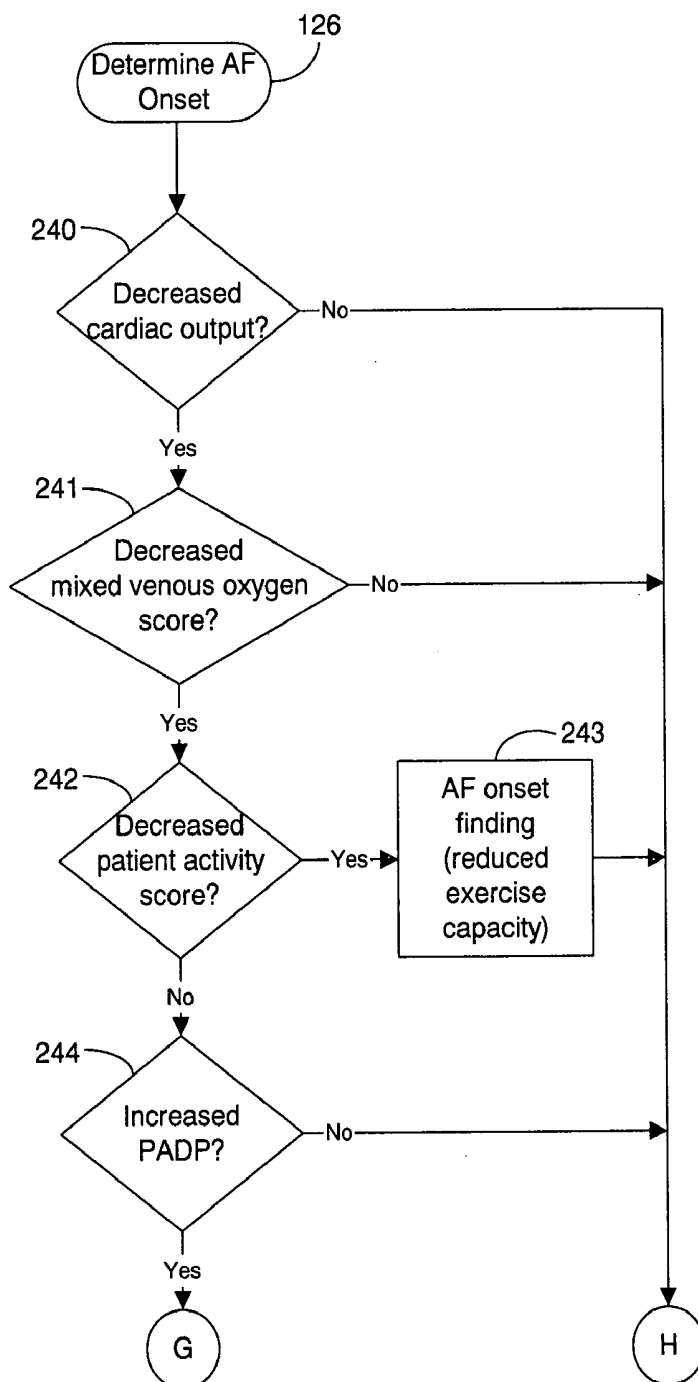 126
Determine AF
Onset
240
Decreased
cardiac output?
No
Yes
241
Decreased
mixed venous oxygen
score?
No
Yes
242
Decreased
patient activity
score?
Yes
243
AF onset
finding
(reduced
exercise
capacity)
No
244
Increased
PADP?
No
Yes
G
H